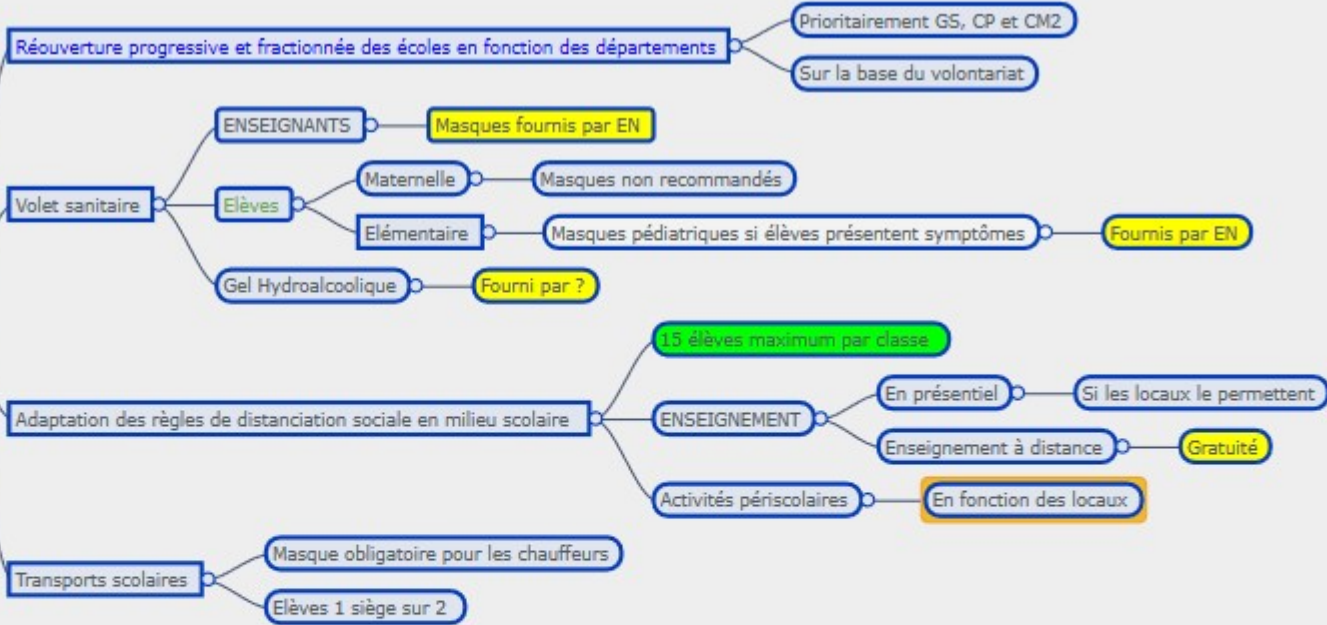 Réouverture progressive et fractionnée des écoles en fonction des départements
Prioritairement GS, CP et CM2
Sur la base du volontariat
Volet sanitaire
ENSEIGNANTS
Masques fournis par EN
Elèves
Maternelle
Masques non recommandés
Elémentaire
Masques pédiatriques si élèves présentent symptômes
Fournis par EN
Gel Hydroalcoolique
Fourni par ?
Adaptation des règles de distanciation sociale en milieu scolaire
15 élèves maximum par classe
ENSEIGNEMENT
En présentiel
Si les locaux le permettent
Enseignement à distance
Gratuité
Activités périscolaires
En fonction des locaux
Transports scolaires
Masque obligatoire pour les chauffeurs
Elèves 1 siège sur 2